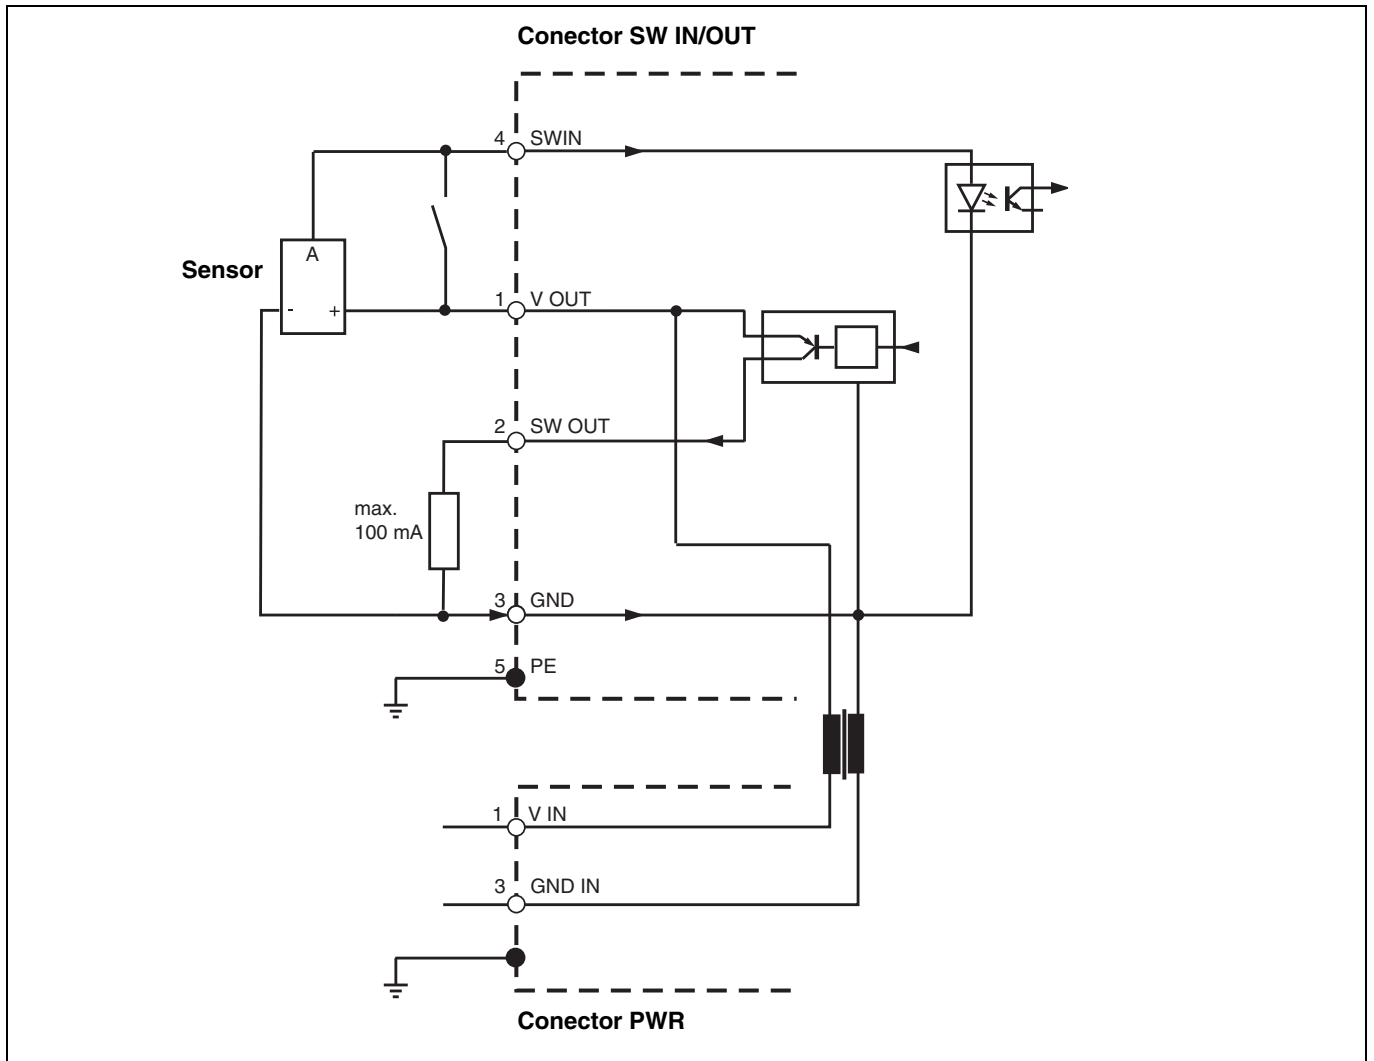 Conector SW IN/OUT
4 SWIN
A
Sensor
- +
1 V OUT
2 SW OUT
max.
100 mA
3 GND
5 PE
1 V IN
3 GND IN
Conector PWR